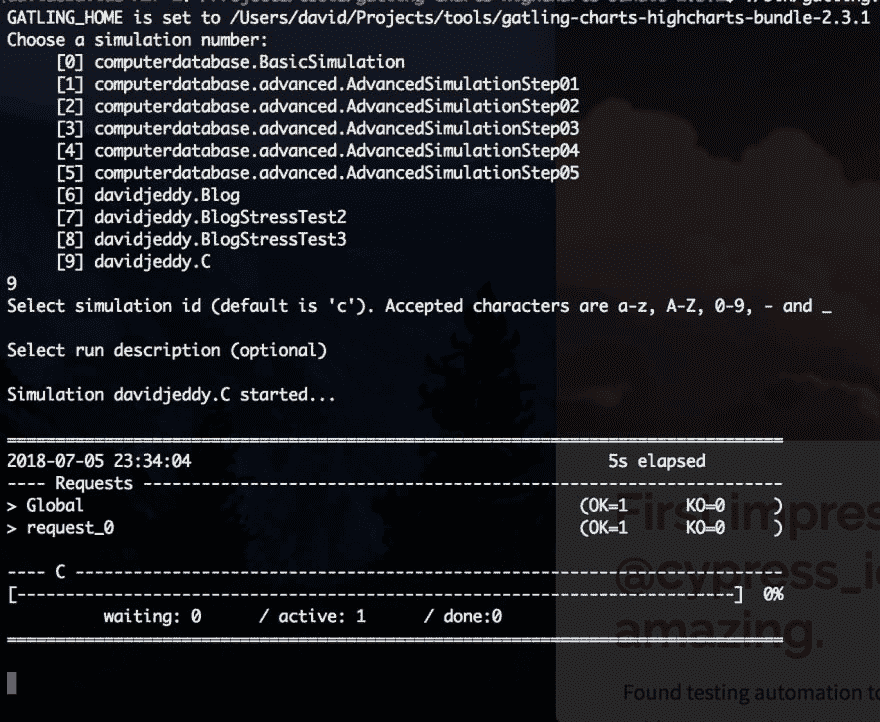 GATLING_HOME is set to /Users/david/Projects/tools/gatling-charts-highcharts-bundle-2.3.1
Choose a simulation number:
[0] computerdatabase.BasicSimulation
[1] computerdatabase.advanced.AdvancedSimulationStep01
[2] computerdatabase.advanced.AdvancedSimulationStep02
[3] computerdatabase.advanced.AdvancedSimulationStep03
[4] computerdatabase.advanced.AdvancedSimulationStep04
[5] computerdatabase.advanced.AdvancedSimulationStep05
[6] davidjeddy.Blog
[7] davidjeddy.BlogStressTest2
[8] davidjeddy.BlogStressTest3
[9] davidjeddy.C
9
Select simulation id (default is 'c'). Accepted characters are a-z, A-Z, 0-9, - and _
Select run description (optional)
Simulation davidjeddy.C started...
================================================================================
2018-07-05 23:34:04 5s elapsed
---- Requests ------------------------------------------------------------------
> Global (OK=1 KO=0 )
> request_0 (OK=1 KO=0 )
---- C -------------------------------------------------------------------------
[--------------------------------------------------------------------------] 0%
waiting: 0 / active: 1 / done:0
================================================================================
First impres
@cypress_i
amazing.
Found testing automation to